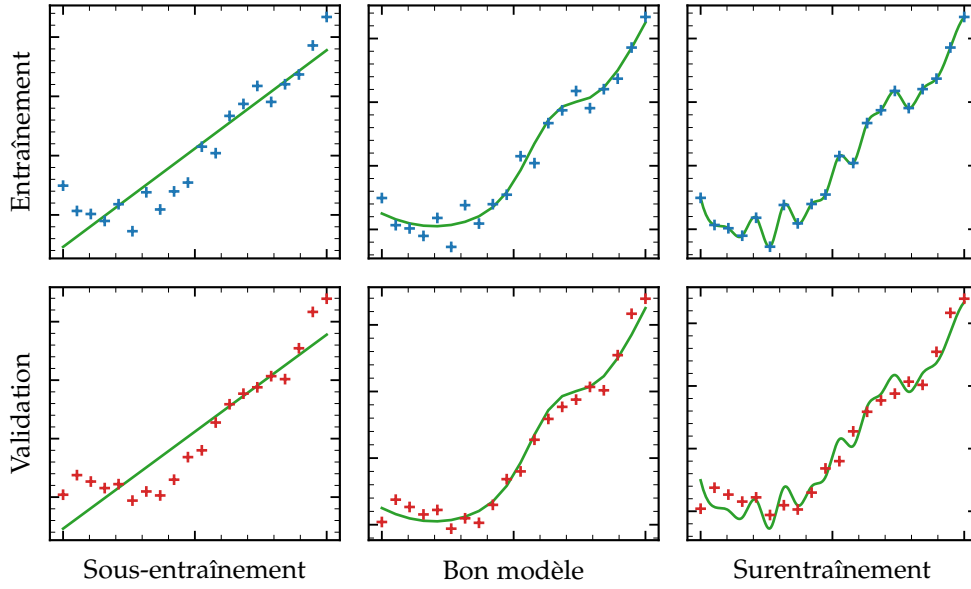 Entraînement
Validation
Sous-entraînement
Bon modèle
Surentraînement